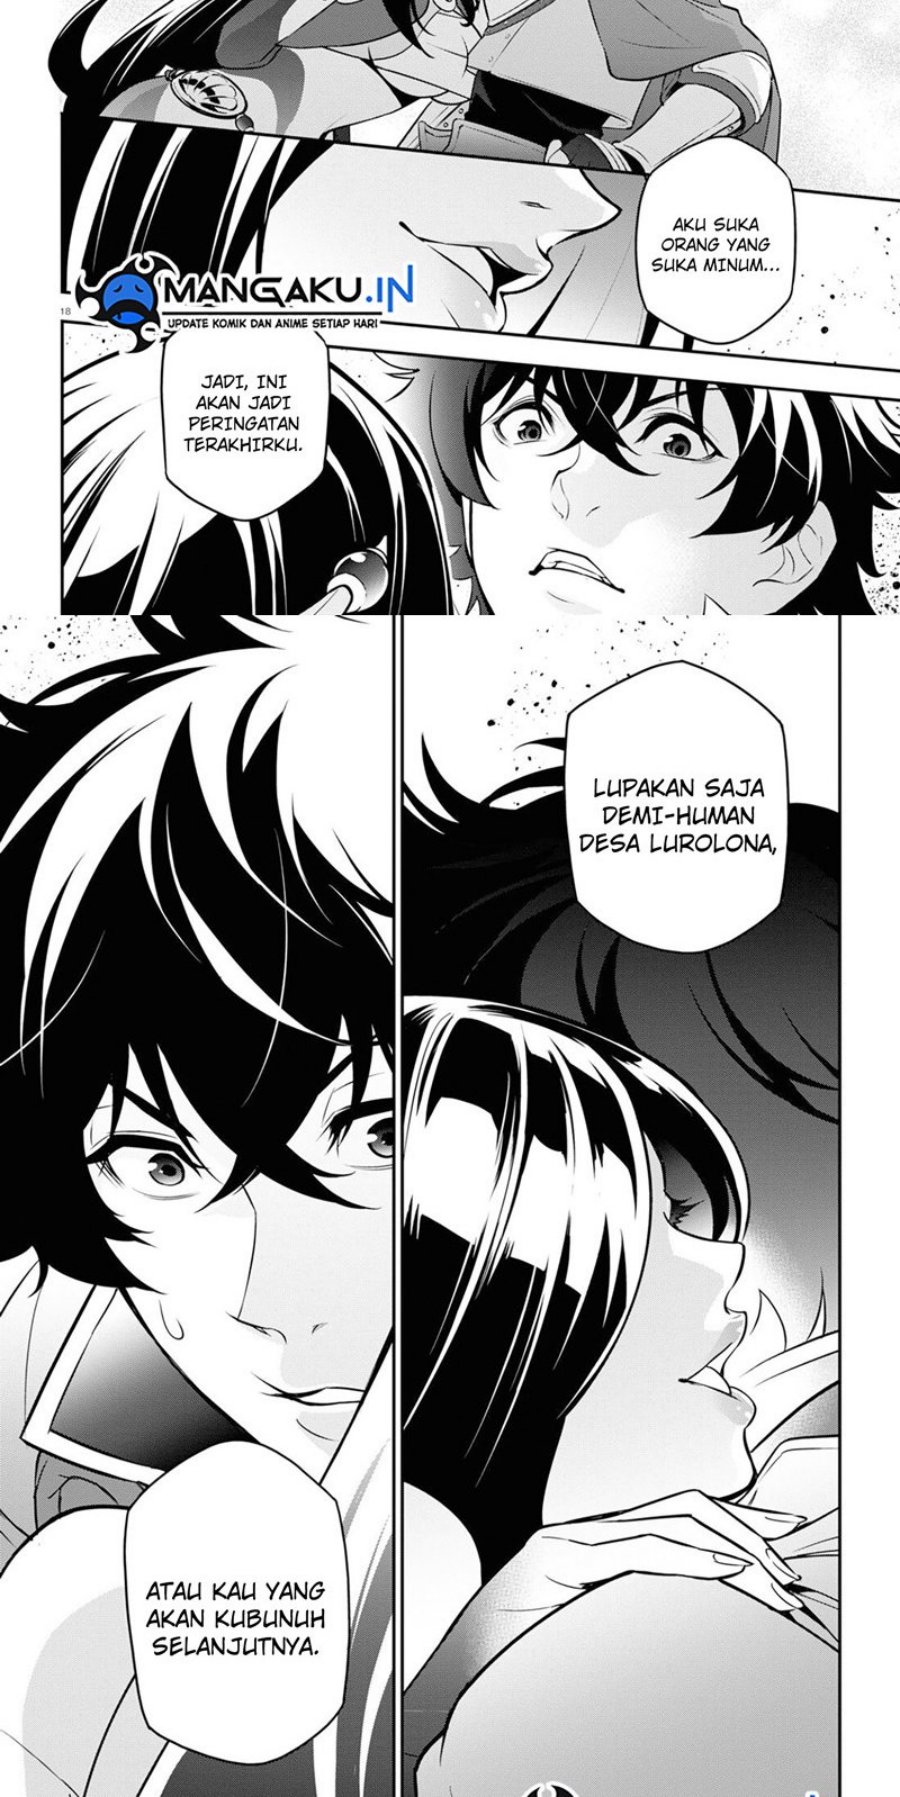 AKU SUKA
ORANG YANG
SUKA MINUM...
MANGAKU.IN
UPDATE KOMIK DAN ANIME SETIAP HARI
18
JADI, INI
AKAN JADI
PERINGATAN
TERAKHIRKU.
LUPAKAN SAJA
DEMI-HUMAN
DESA LUROLONA,
ATAU KAU YANG
AKAN KUBUNUH
SELANJUTNYA.